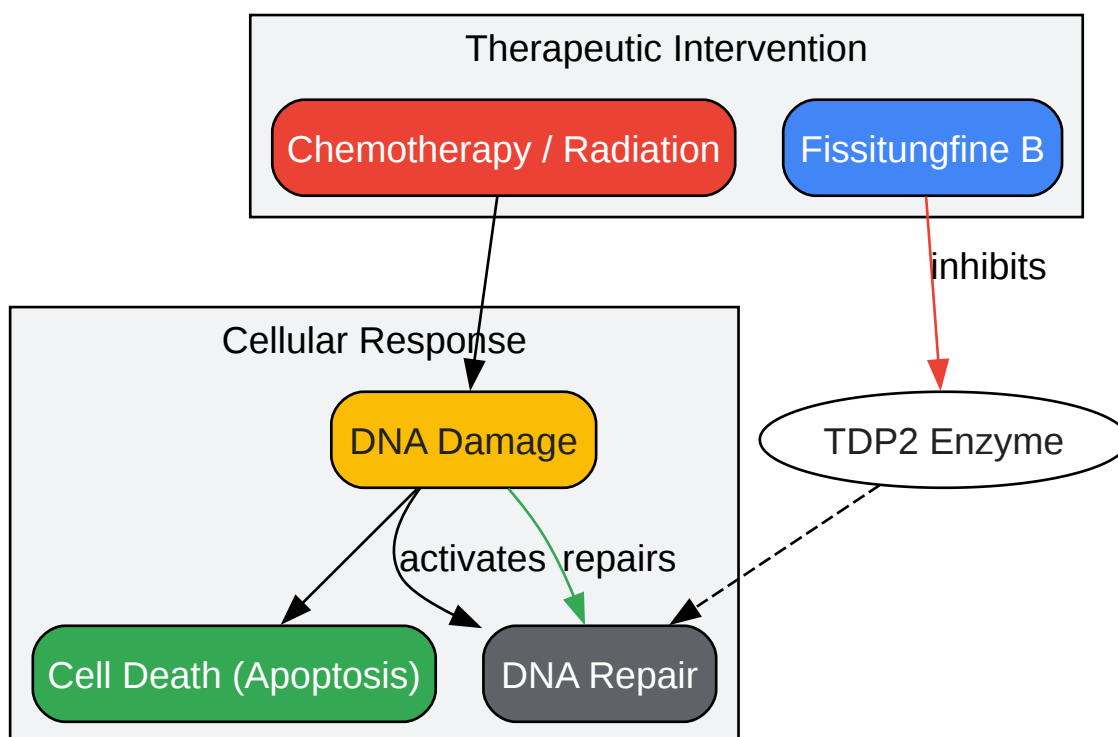 Therapeutic Intervention
Chemotherapy / Radiation
Fissitungfine B
inhibits
Cellular Response
DNA Damage
TDP2 Enzyme
activates
repairs
Cell Death (Apoptosis)
DNA Repair